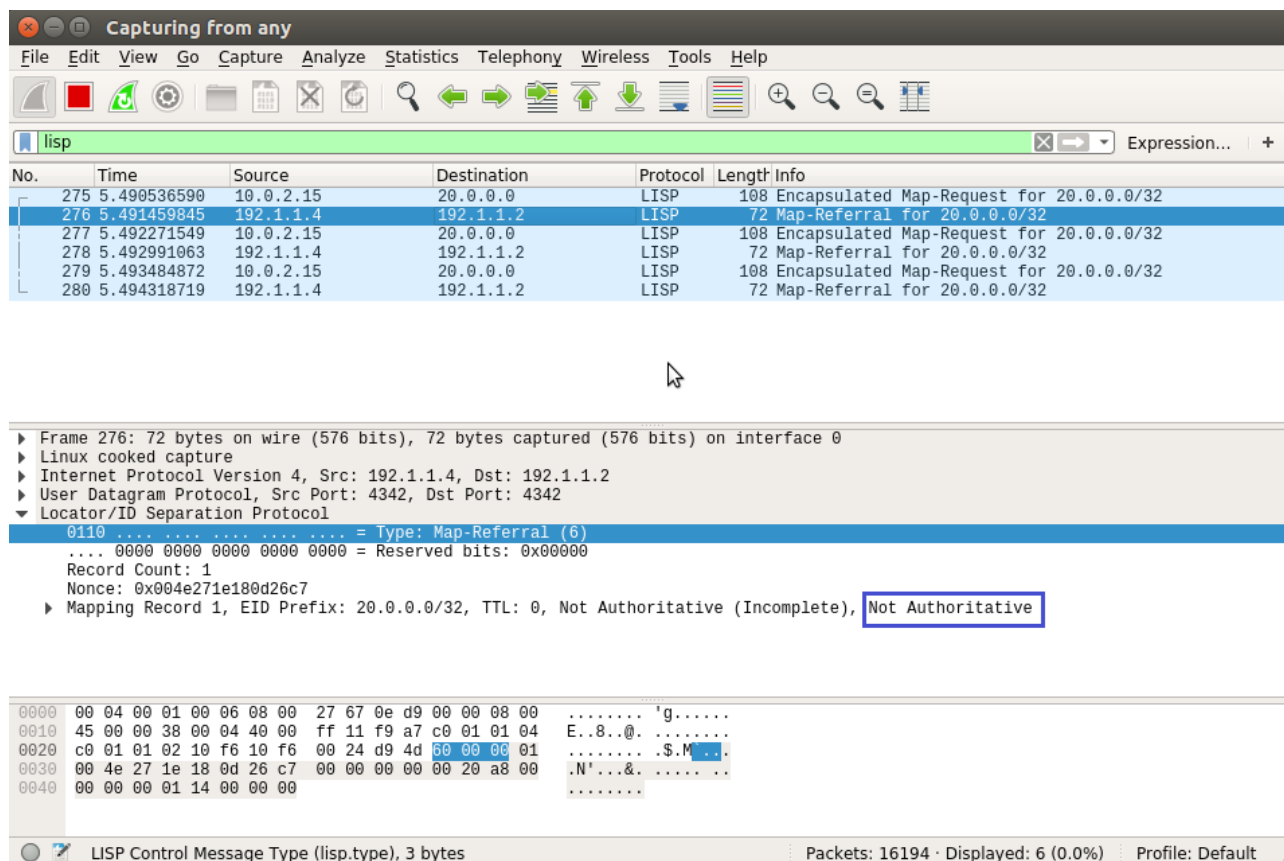 Capturing from any
File Edit View Go Capture Analyze Statistics Telephony Wireless Tools Help
lisp Expression... +
No. Time Source Destination Protocol Length Info
275 5.490536590 10.0.2.15 20.0.0.0 LISP 108 Encapsulated Map-Request for 20.0.0.0/32
276 5.491459845 192.1.1.4 192.1.1.2 LISP 72 Map-Referral for 20.0.0.0/32
277 5.492271549 10.0.2.15 20.0.0.0 LISP 108 Encapsulated Map-Request for 20.0.0.0/32
278 5.492991063 192.1.1.4 192.1.1.2 LISP 72 Map-Referral for 20.0.0.0/32
279 5.493484872 10.0.2.15 20.0.0.0 LISP 108 Encapsulated Map-Request for 20.0.0.0/32
280 5.494318719 192.1.1.4 192.1.1.2 LISP 72 Map-Referral for 20.0.0.0/32
Frame 276: 72 bytes on wire (576 bits), 72 bytes captured (576 bits) on interface 0
Linux cooked capture
Internet Protocol Version 4, Src: 192.1.1.4, Dst: 192.1.1.2
User Datagram Protocol, Src Port: 4342, Dst Port: 4342
Locator/ID Separation Protocol
0110 .... .... .... .... .... = Type: Map-Referral (6)
.... 0000 0000 0000 0000 0000 = Reserved bits: 0x00000
Record Count: 1
Nonce: 0x004e271e180d26c7
Mapping Record 1, EID Prefix: 20.0.0.0/32, TTL: 0, Not Authoritative (Incomplete), Not Authoritative
0000 00 04 00 01 00 06 08 00 27 67 0e d9 00 00 08 00 ........ 'g......
0010 45 00 00 38 00 04 40 00 ff 11 f9 a7 c0 01 01 04 E..8..@. ........
0020 c0 01 01 02 10 f6 10 f6 00 24 d9 4d 60 00 00 01 ........ .$.M`...
0030 00 4e 27 1e 18 0d 26 c7 00 00 00 00 00 20 a8 00 .N'...&. ..... ..
0040 00 00 00 01 14 00 00 00 ........
LISP Control Message Type (lisp.type), 3 bytes Packets: 16194 · Displayed: 6 (0.0%) Profile: Default